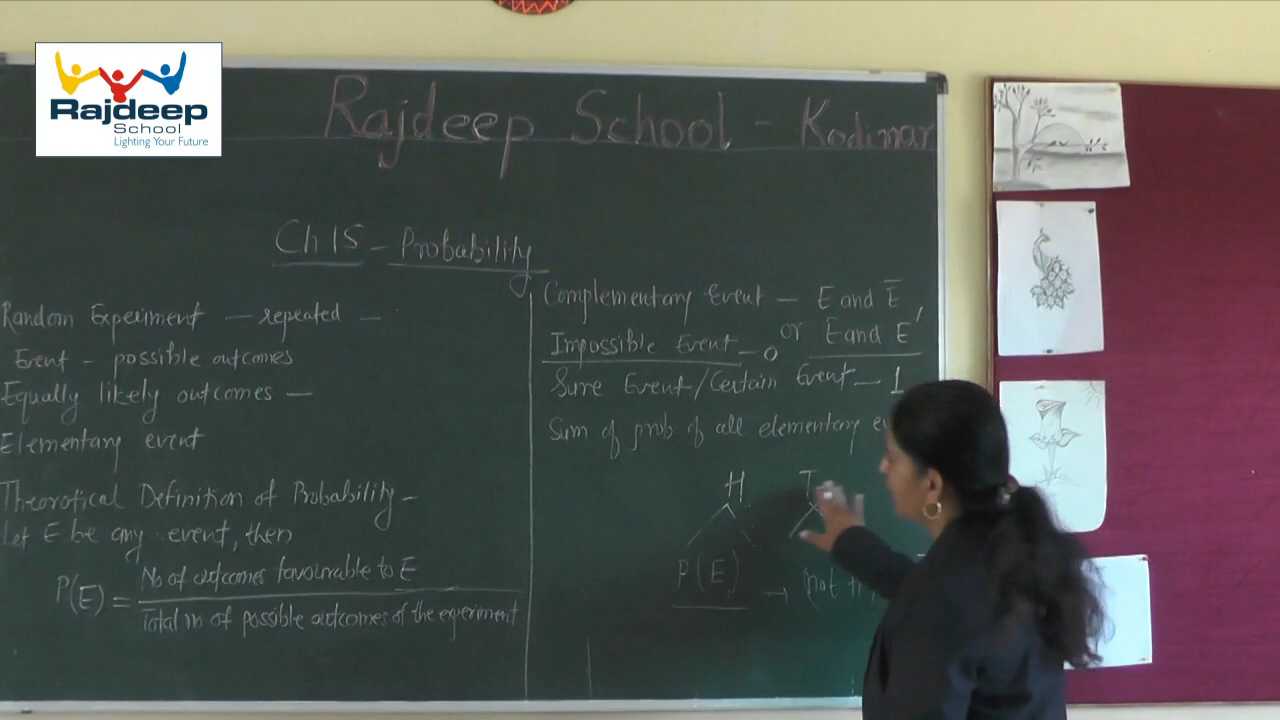 Rajdeep
School
Lighting Your Future
Rajdeep School - Kodinar
Ch 15 - Probability
Random Experiment - repeated -
Event - possible outcomes
Equally likely outcomes -
Elementary event
Theorotical Definition of Probability -
Let E be any event, then
P(E) = No of outcomes favourable to E
Total no of possible outcomes of the experiment
Complementary Event - E and E̅
or E and E'
Impossible Event - 0
Sure Event/Certain Event - 1
Sum of prob of all elementary
H T
P(E) → (not